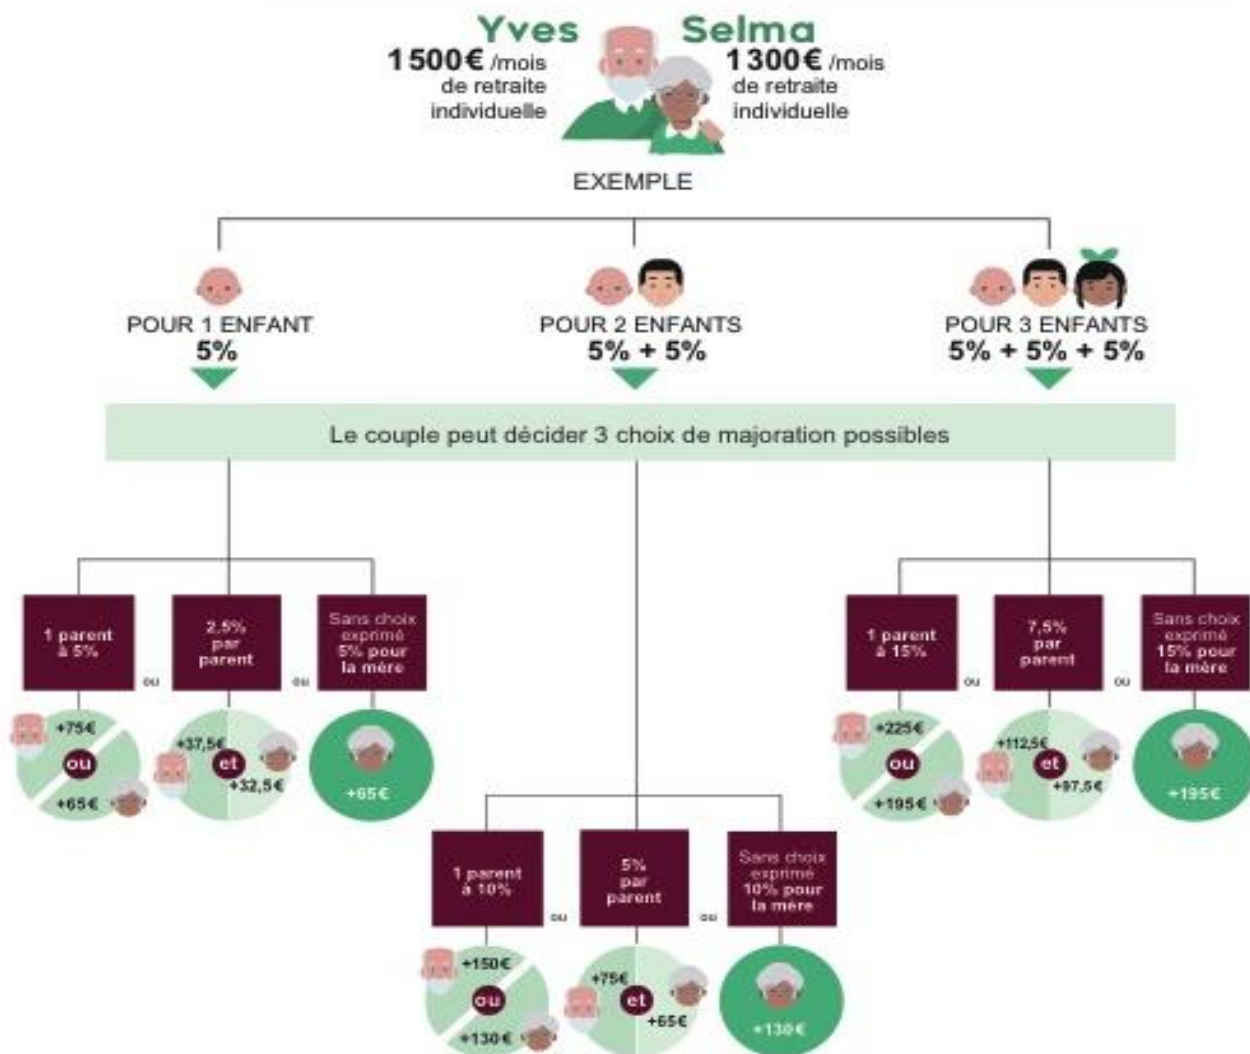 Yves
1 500€ /mois
de retraite
individuelle
Selma
1 300€ /mois
de retraite
individuelle
EXEMPLE
POUR 1 ENFANT
5%
POUR 2 ENFANTS
5% + 5%
POUR 3 ENFANTS
5% + 5% + 5%
Le couple peut décider 3 choix de majoration possibles
1 parent
à 5%
ou
2,5%
par
parent
ou
Sans choix
exprimé
5% pour
la mère
+75€
ou
+65€
+37,5€
et
+32,5€
+65€
1 parent
à 10%
ou
5%
par
parent
ou
Sans choix
exprimé
10% pour
la mère
+150€
ou
+130€
+75€
et
+65€
+130€
1 parent
à 15%
ou
7,5%
par
parent
ou
Sans choix
exprimé
15% pour
la mère
+225€
ou
+195€
+112,5€
et
+97,5€
+195€